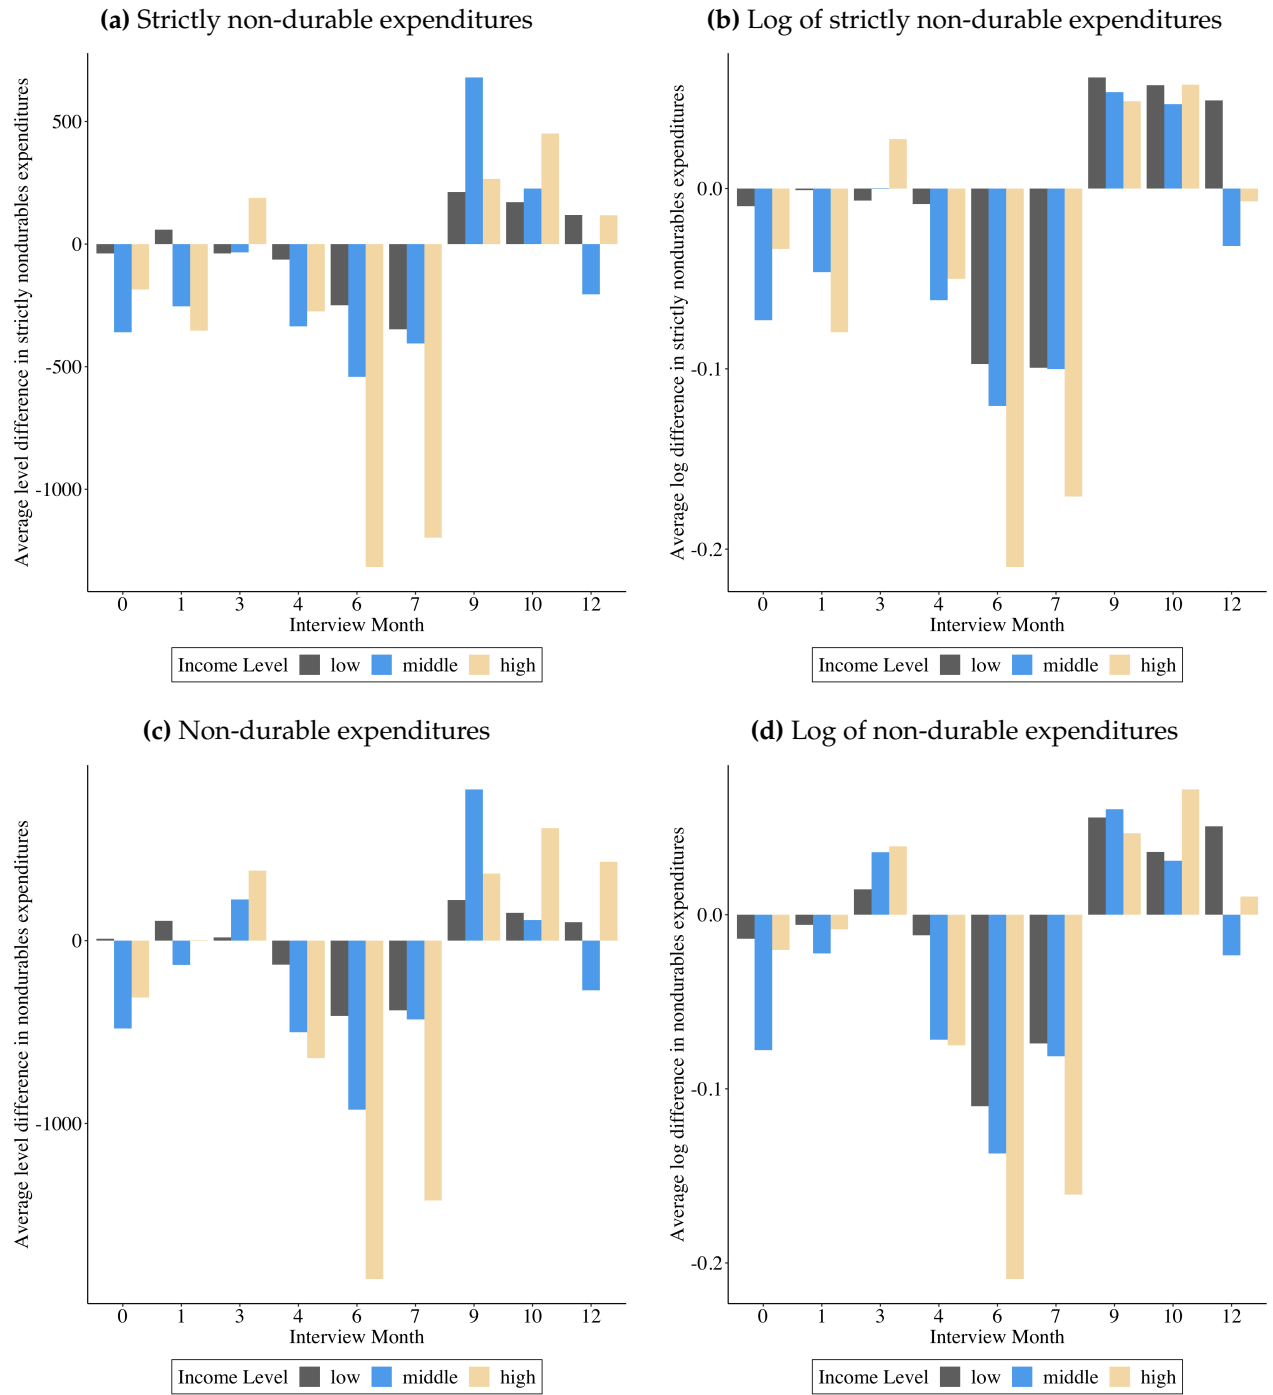 (a) Strictly non-durable expenditures
Average level difference in strictly nondurables expenditures
500
0
-500
-1000
0 1 3 4 6 7 9 10 12
Interview Month
Income Level low middle high
(b) Log of strictly non-durable expenditures
Average log difference in strictly nondurables expenditures
0.0
-0.1
-0.2
0 1 3 4 6 7 9 10 12
Interview Month
Income Level low middle high
(c) Non-durable expenditures
Average level difference in nondurables expenditures
0
-1000
0 1 3 4 6 7 9 10 12
Interview Month
Income Level low middle high
(d) Log of non-durable expenditures
Average log difference in nondurables expenditures
0.0
-0.1
-0.2
0 1 3 4 6 7 9 10 12
Interview Month
Income Level low middle high